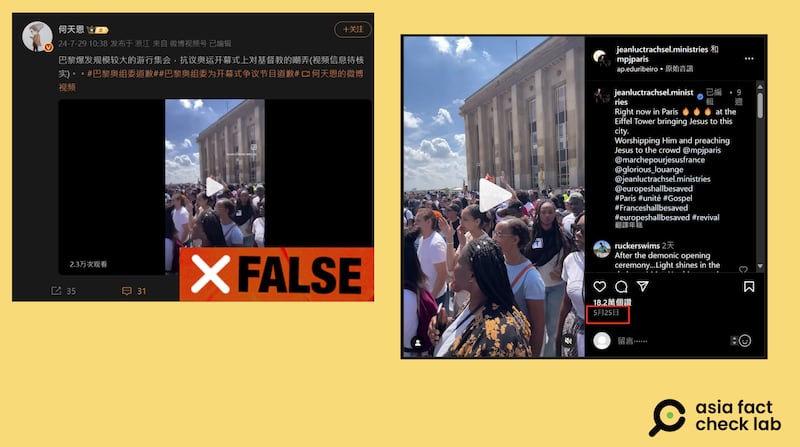 何天恩
24-7-29 10:38 发布于 浙江 来自 微博视频号 已编辑
+关注
巴黎爆发规模较大的游行集会，抗议奥运开幕式上对基督教的嘲弄(视频信息待核
实)··#巴黎奥组委道歉##巴黎奥组委为开幕式争议节目道歉# 何天恩的微博
视频
2.3万次观看
35
31
FALSE
jeanluctrachsel.ministries 和
mpjparis
ap.eduribeiro • 原始音訊
jeanluctrachsel.minist
ries
已編輯
9週
Right now in Paris 🔥🔥🔥 at the
Eiffel Tower bringing Jesus to this
city.
Worshipping Him and preaching
Jesus to the crowd @mpjparis
@marchepourjesusfrance
@glorious_louange
@jeanluctrachsel.ministries
@europeshallbesaved
#Paris #unité #Gospel
#Franceshallbesaved
#europeshallbesaved #revival
翻譯年糕
ruckerswims 2天
After the demonic opening
ceremony...Light shines in the
18.2萬個讚
5月25日
留言......
asia fact
check lab